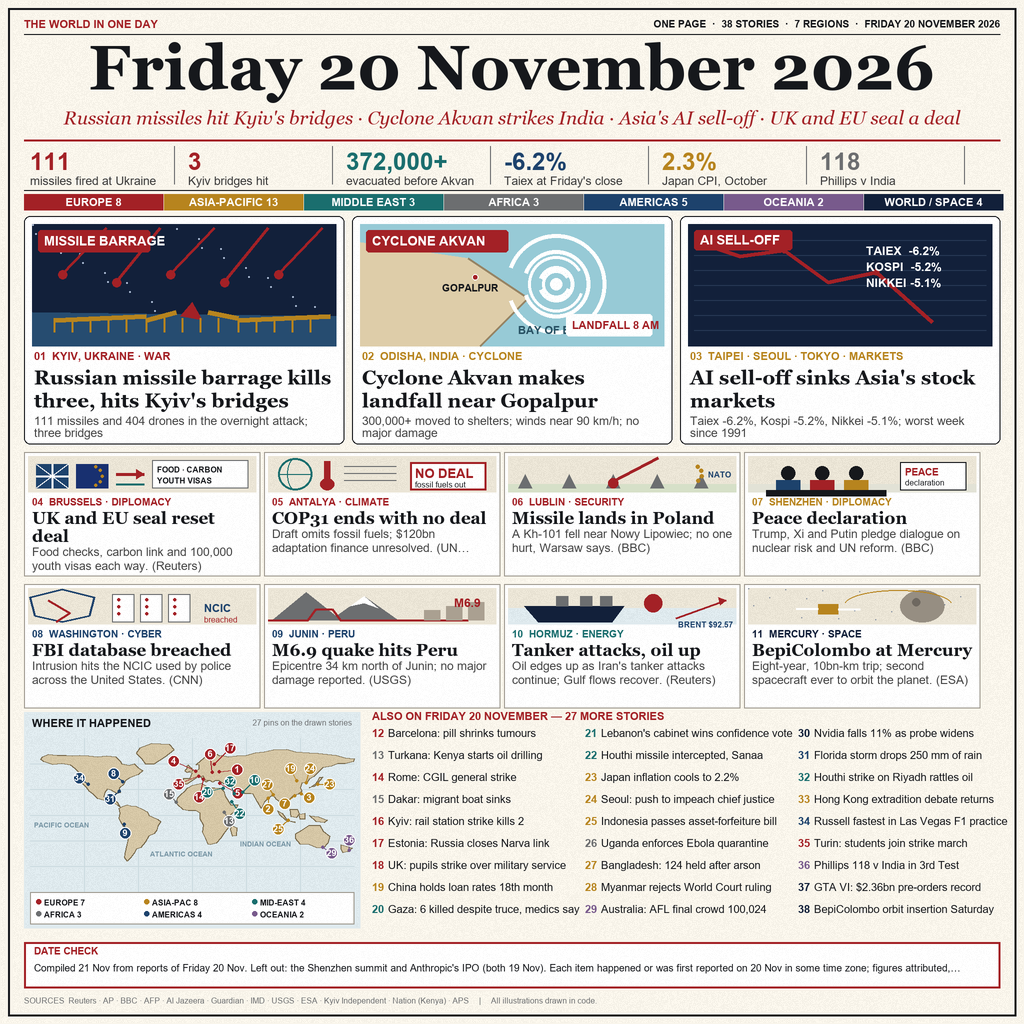 THE WORLD IN ONE DAY
ONE PAGE · 38 STORIES · 7 REGIONS · FRIDAY 20 NOVEMBER 2026
Friday 20 November 2026
Russian missiles hit Kyiv's bridges · Cyclone Akvan strikes India · Asia's AI sell-off · UK and EU seal a deal
111
missiles fired at Ukraine
3
Kyiv bridges hit
372,000+
evacuated before Akvan
-6.2%
Taiex at Friday's close
2.3%
Japan CPI, October
118
Phillips v India
EUROPE 8
ASIA-PACIFIC 13
MIDDLE EAST 3
AFRICA 3
AMERICAS 5
OCEANIA 2
WORLD / SPACE 4
MISSILE BARRAGE
01 KYIV, UKRAINE · WAR
Russian missile barrage kills
three, hits Kyiv's bridges
111 missiles and 404 drones in the overnight attack;
three bridges
CYCLONE AKVAN
GOPALPUR
BAY OF
LANDFALL 8 AM
02 ODISHA, INDIA · CYCLONE
Cyclone Akvan makes
landfall near Gopalpur
300,000+ moved to shelters; winds near 90 km/h; no
major damage
AI SELL-OFF
TAIEX -6.2%
KOSPI -5.2%
NIKKEI -5.1%
03 TAIPEI · SEOUL · TOKYO · MARKETS
AI sell-off sinks Asia's stock
markets
Taiex -6.2%, Kospi -5.2%, Nikkei -5.1%; worst week
since 1991
FOOD · CARBON
YOUTH VISAS
04 BRUSSELS · DIPLOMACY
UK and EU seal reset
deal
Food checks, carbon link and 100,000
youth visas each way. (Reuters)
NO DEAL
fossil fuels out
05 ANTALYA · CLIMATE
COP31 ends with no deal
Draft omits fossil fuels; $120bn
adaptation finance unresolved. (UN…
NATO
06 LUBLIN · SECURITY
Missile lands in Poland
A Kh-101 fell near Nowy Lipowiec; no one
hurt, Warsaw says. (BBC)
PEACE
declaration
07 SHENZHEN · DIPLOMACY
Peace declaration
Trump, Xi and Putin pledge dialogue on
nuclear risk and UN reform. (BBC)
NCIC
breached
08 WASHINGTON · CYBER
FBI database breached
Intrusion hits the NCIC used by police
across the United States. (CNN)
M6.9
09 JUNIN · PERU
M6.9 quake hits Peru
Epicentre 34 km north of Junin; no major
damage reported. (USGS)
BRENT $92.57
10 HORMUZ · ENERGY
Tanker attacks, oil up
Oil edges up as Iran's tanker attacks
continue; Gulf flows recover. (Reuters)
11 MERCURY · SPACE
BepiColombo at Mercury
Eight-year, 10bn-km trip; second
spacecraft ever to orbit the planet. (ESA)
WHERE IT HAPPENED
27 pins on the drawn stories
6
17
4
1
8
34
31
9
35
15
14
20
32
5
10
22
13
27
19
24
23
2
7
3
25
29
36
PACIFIC OCEAN
ATLANTIC OCEAN
INDIAN OCEAN
EUROPE 7
ASIA-PAC 8
MID-EAST 4
AFRICA 3
AMERICAS 4
OCEANIA 2
ALSO ON FRIDAY 20 NOVEMBER — 27 MORE STORIES
12 Barcelona: pill shrinks tumours
13 Turkana: Kenya starts oil drilling
14 Rome: CGIL general strike
15 Dakar: migrant boat sinks
16 Kyiv: rail station strike kills 2
17 Estonia: Russia closes Narva link
18 UK: pupils strike over military service
19 China holds loan rates 18th month
20 Gaza: 6 killed despite truce, medics say
21 Lebanon's cabinet wins confidence vote
22 Houthi missile intercepted, Sanaa
23 Japan inflation cools to 2.2%
24 Seoul: push to impeach chief justice
25 Indonesia passes asset-forfeiture bill
26 Uganda enforces Ebola quarantine
27 Bangladesh: 124 held after arson
28 Myanmar rejects World Court ruling
29 Australia: AFL final crowd 100,024
30 Nvidia falls 11% as probe widens
31 Florida storm drops 250 mm of rain
32 Houthi strike on Riyadh rattles oil
33 Hong Kong extradition debate returns
34 Russell fastest in Las Vegas F1 practice
35 Turin: students join strike march
36 Phillips 118 v India in 3rd Test
37 GTA VI: $2.36bn pre-orders record
38 BepiColombo orbit insertion Saturday
DATE CHECK
Compiled 21 Nov from reports of Friday 20 Nov. Left out: the Shenzhen summit and Anthropic's IPO (both 19 Nov). Each item happened or was first reported on 20 Nov in some time zone; figures attributed,…
SOURCES Reuters · AP · BBC · AFP · Al Jazeera · Guardian · IMD · USGS · ESA · Kyiv Independent · Nation (Kenya) · APS | All illustrations drawn in code.